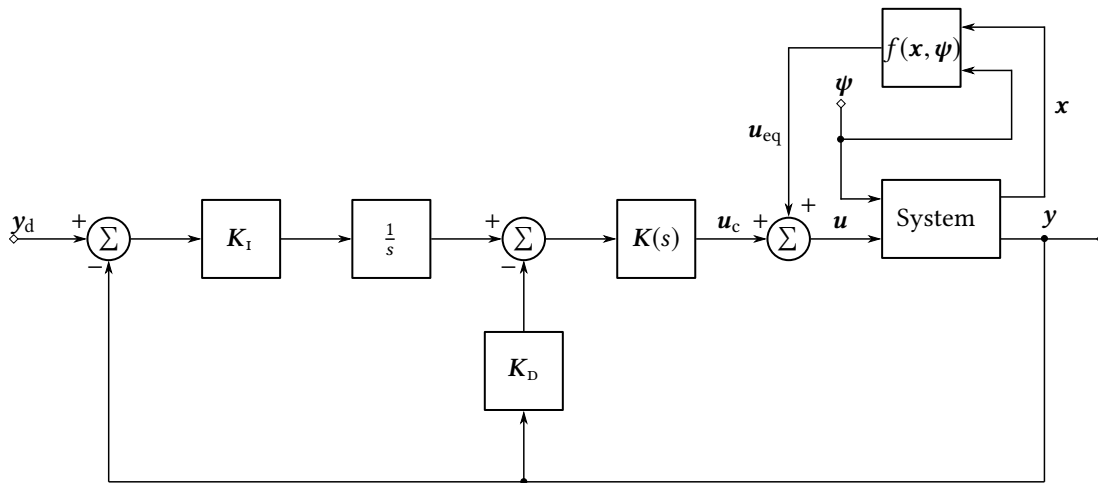 f(x, ψ)
ψ
x
u_eq
y_d
+
Σ
−
K_I
1/s
+
Σ
−
K(s)
u_c
+
+
Σ
u
System
y
K_D